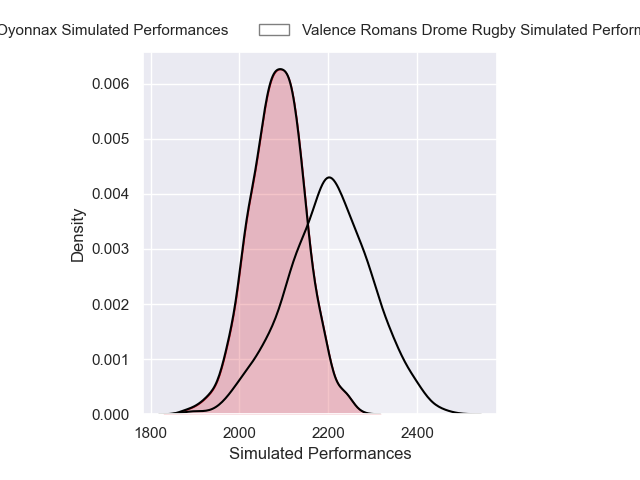 Oyonnax Simulated Performances
Valence Romans Drome Rugby Simulated Perfor
0.006
0.005
0.004
0.003
0.002
0.001
0.000
Density
1800 2000 2200 2400
Simulated Performances